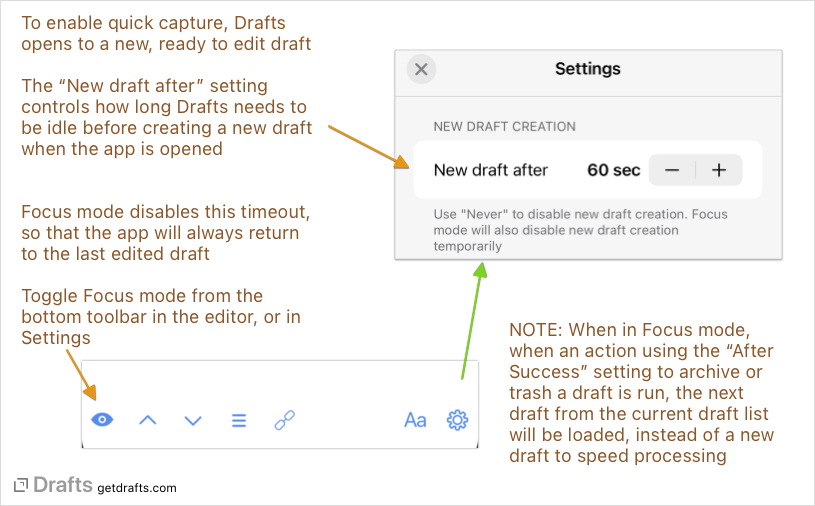 To enable quick capture, Drafts
opens to a new, ready to edit draft
The “New draft after” setting
controls how long Drafts needs to
be idle before creating a new draft
when the app is opened
Settings
NEW DRAFT CREATION
New draft after 60 sec − +
Use "Never" to disable new draft creation. Focus
mode will also disable new draft creation
temporarily
Focus mode disables this timeout,
so that the app will always return
to the last edited draft
Toggle Focus mode from the
bottom toolbar in the editor, or in
Settings
Aa
NOTE: When in Focus mode,
when an action using the “After
Success” setting to archive or
trash a draft is run, the next
draft from the current draft list
will be loaded, instead of a new
draft to speed processing
Drafts getdrafts.com